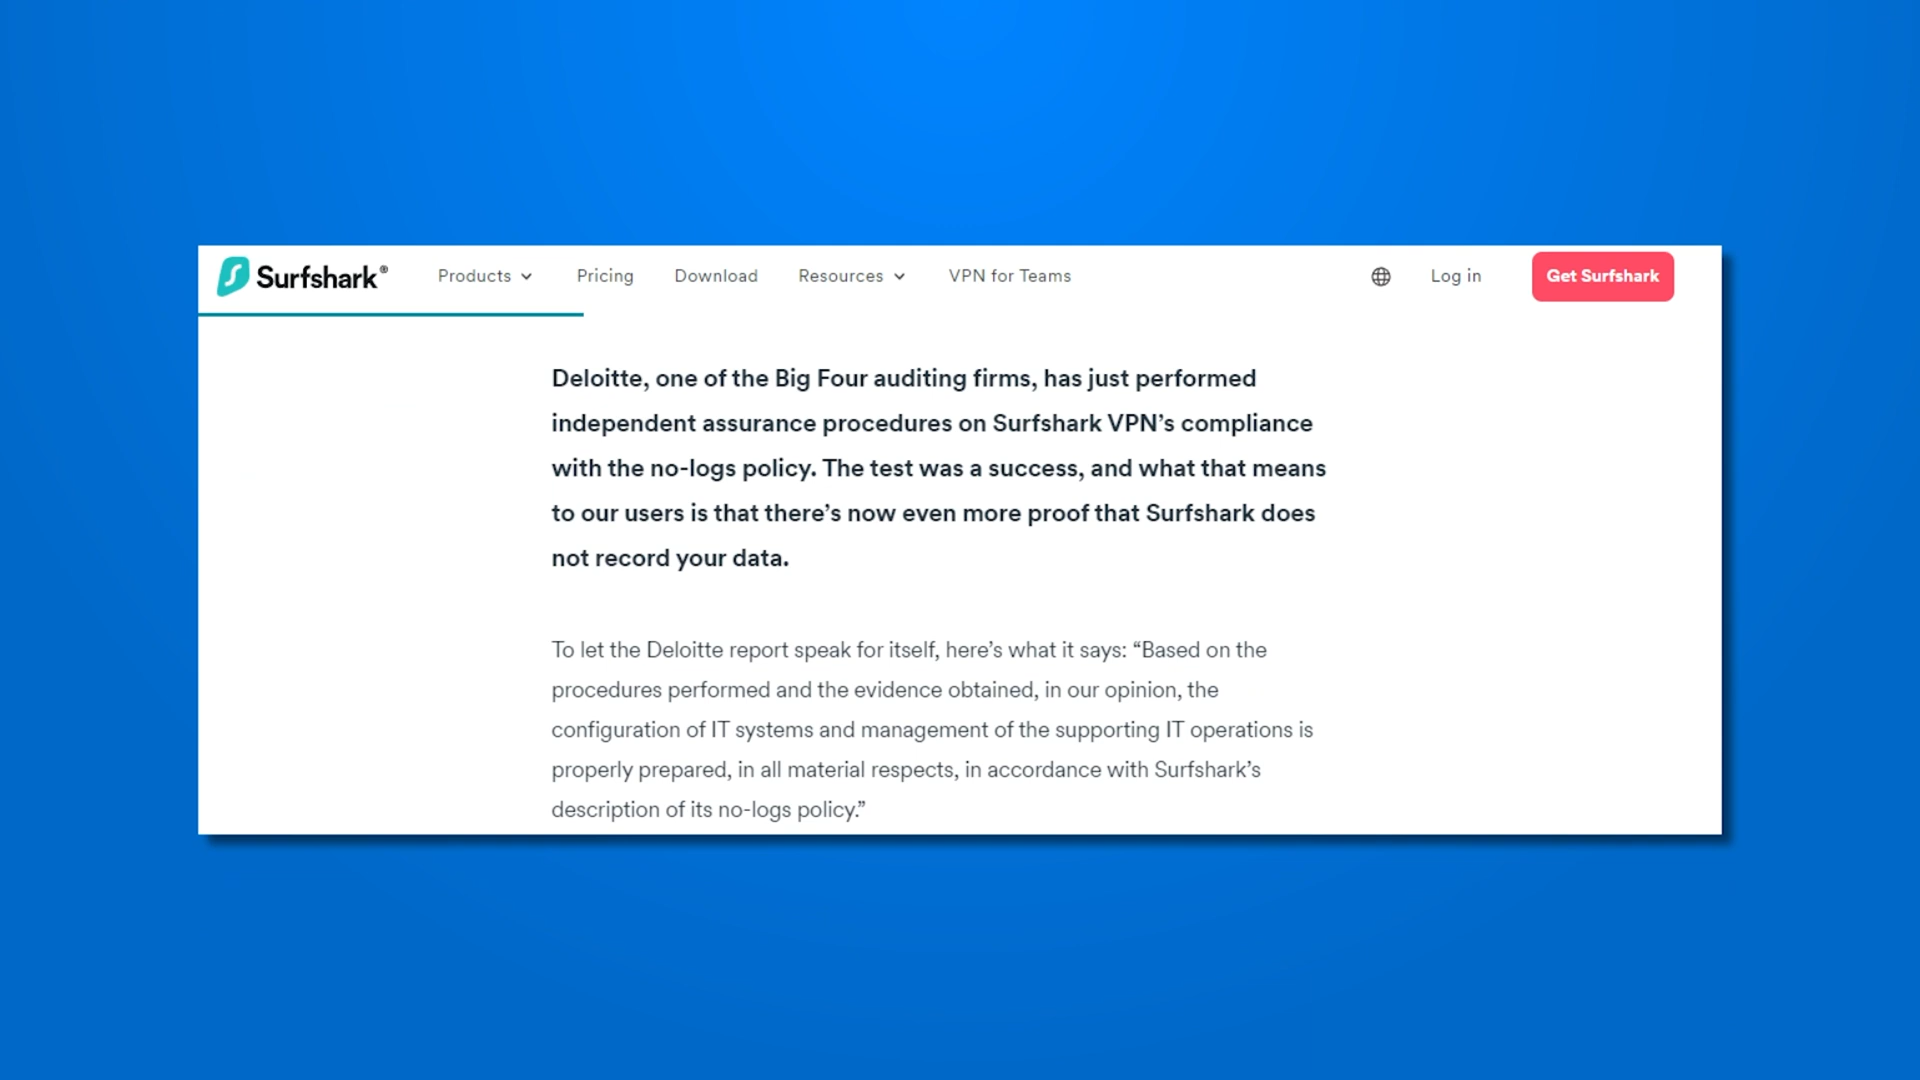 Surfshark® Products Pricing Download Resources VPN for Teams Log in Get Surfshark
Deloitte, one of the Big Four auditing firms, has just performed
independent assurance procedures on Surfshark VPN’s compliance
with the no-logs policy. The test was a success, and what that means
to our users is that there’s now even more proof that Surfshark does
not record your data.
To let the Deloitte report speak for itself, here’s what it says: “Based on the
procedures performed and the evidence obtained, in our opinion, the
configuration of IT systems and management of the supporting IT operations is
properly prepared, in all material respects, in accordance with Surfshark’s
description of its no-logs policy.”